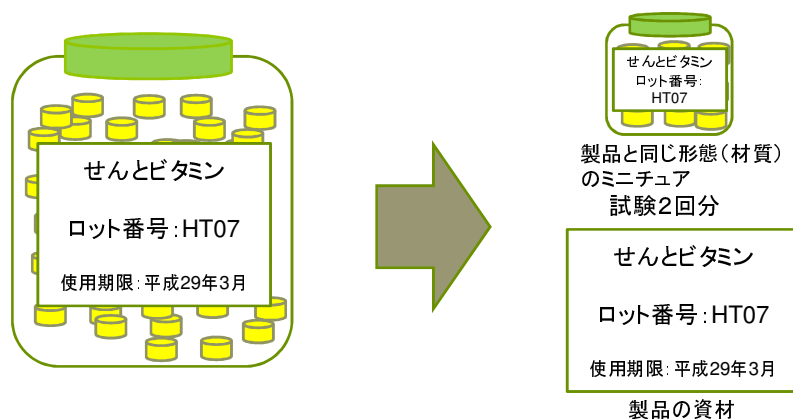 せんとビタミン
ロット番号:HT07
使用期限:平成29年3月
せんとビタミン
ロット番号:
HT07
製品と同じ形態(材質)
のミニチュア
試験2回分
せんとビタミン
ロット番号:HT07
使用期限:平成29年3月
製品の資材